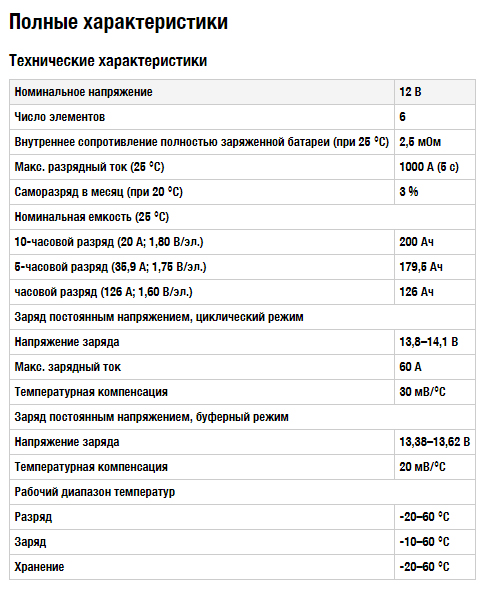 Полные характеристики
Технические характеристики
Номинальное напряжение 12 В
Число элементов 6
Внутреннее сопротивление полностью заряженной батареи (при 25 °C) 2,5 мОм
Макс. разрядный ток (25 °C) 1000 А (5 с)
Саморазряд в месяц (при 20 °C) 3 %
Номинальная емкость (25 °C)
10-часовой разряд (20 А; 1,80 В/эл.) 200 Ач
5-часовой разряд (35,9 А; 1,75 В/эл.) 179,5 Ач
часовой разряд (126 А; 1,60 В/эл.) 126 Ач
Заряд постоянным напряжением, циклический режим
Напряжение заряда 13,8–14,1 В
Макс. зарядный ток 60 А
Температурная компенсация 30 мВ/°C
Заряд постоянным напряжением, буферный режим
Напряжение заряда 13,38–13,62 В
Температурная компенсация 20 мВ/°C
Рабочий диапазон температур
Разряд -20–60 °C
Заряд -10–60 °C
Хранение -20–60 °C